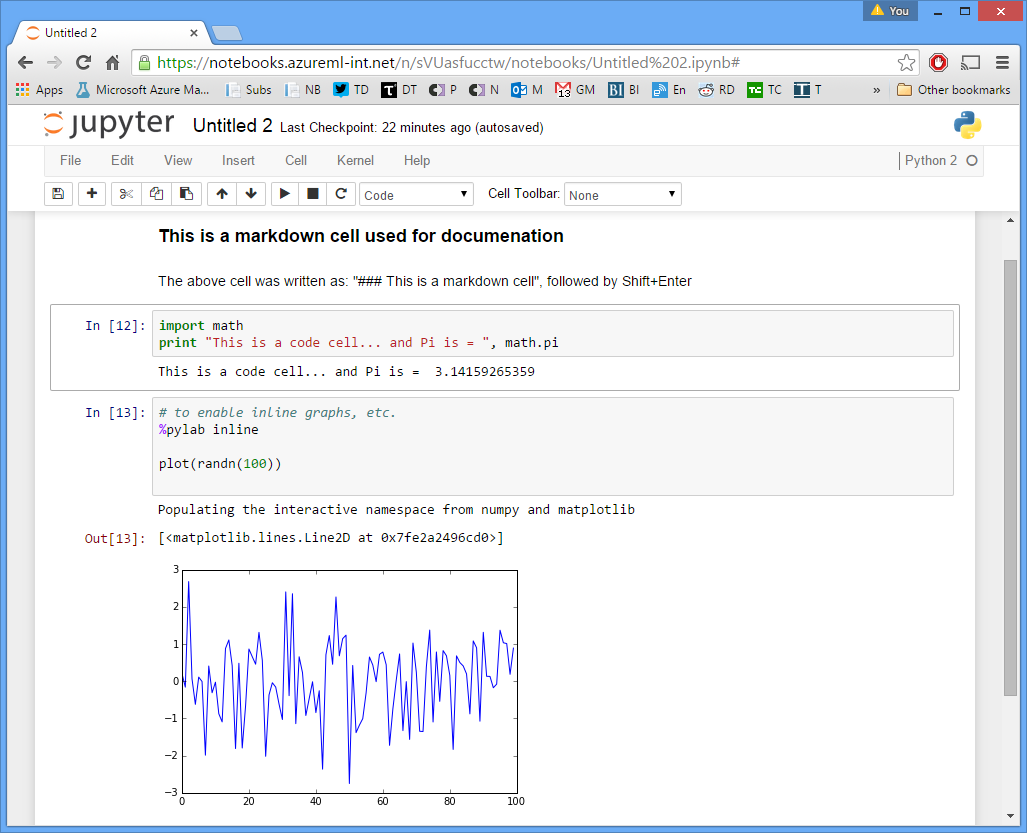 You
Untitled 2
https://notebooks.azureml-int.net/n/sVUasfucctw/notebooks/Untitled%202.ipynb#
Apps Microsoft Azure Ma... Subs NB TD T DT P N M 13 GM BI BI En RD TC TC T T » Other bookmarks
jupyter Untitled 2 Last Checkpoint: 22 minutes ago (autosaved)
File Edit View Insert Cell Kernel Help Python 2
Code Cell Toolbar: None
This is a markdown cell used for documenation
The above cell was written as: "### This is a markdown cell", followed by Shift+Enter
In [12]: import math
print "This is a code cell... and Pi is = ", math.pi
This is a code cell... and Pi is =  3.14159265359
In [13]: # to enable inline graphs, etc.
%pylab inline
plot(randn(100))
Populating the interactive namespace from numpy and matplotlib
Out[13]: [<matplotlib.lines.Line2D at 0x7fe2a2496cd0>]
3
2
1
0
−1
−2
−3
0 20 40 60 80 100